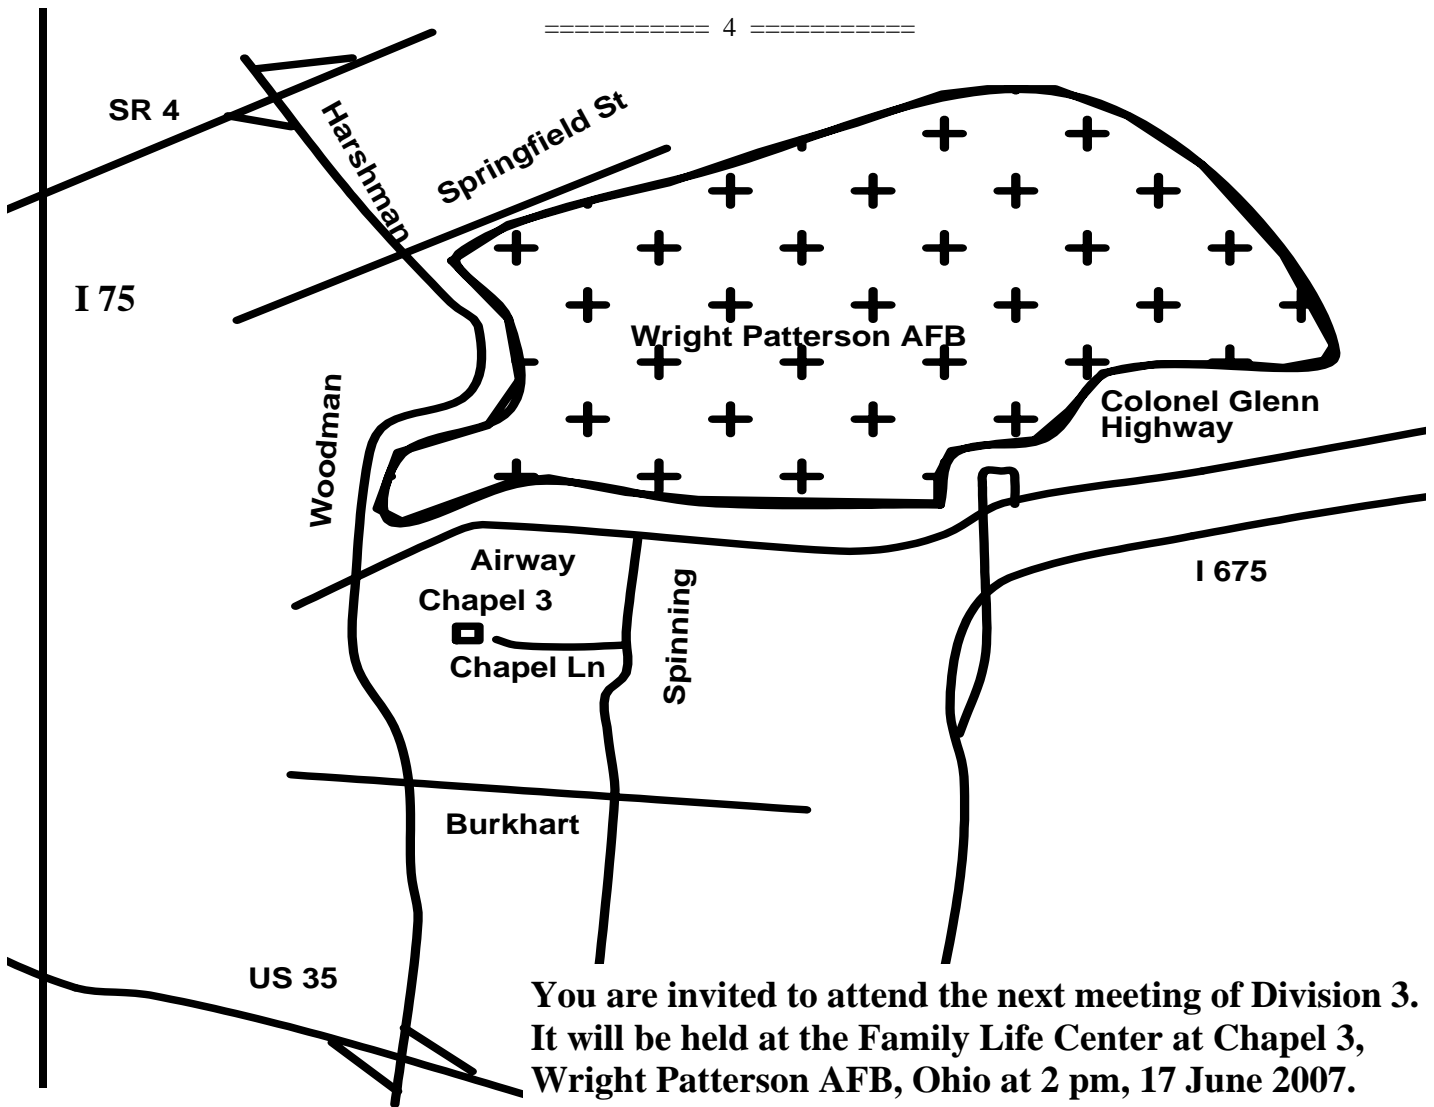 =========== 4 ===========
SR 4
Harshman
Springfield St
I 75
Wright Patterson AFB
Woodman
Colonel Glenn
Highway
Airway
I 675
Chapel 3
Spinning
Chapel Ln
Burkhart
US 35
You are invited to attend the next meeting of Division 3.
It will be held at the Family Life Center at Chapel 3,
Wright Patterson AFB, Ohio at 2 pm, 17 June 2007.